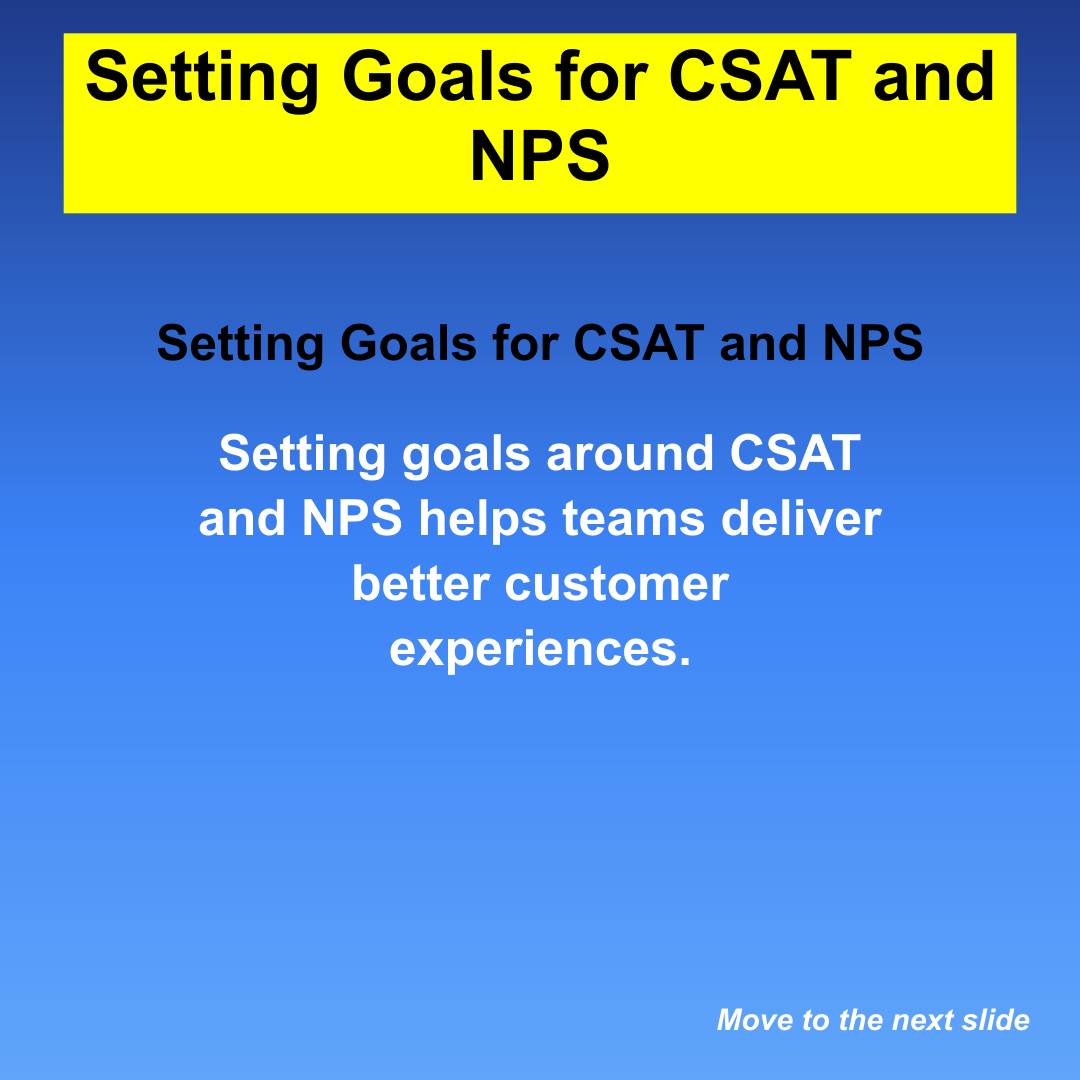 Setting Goals for CSAT and
NPS
Setting Goals for CSAT and NPS
Setting goals around CSAT
and NPS helps teams deliver
better customer
experiences.
Move to the next slide